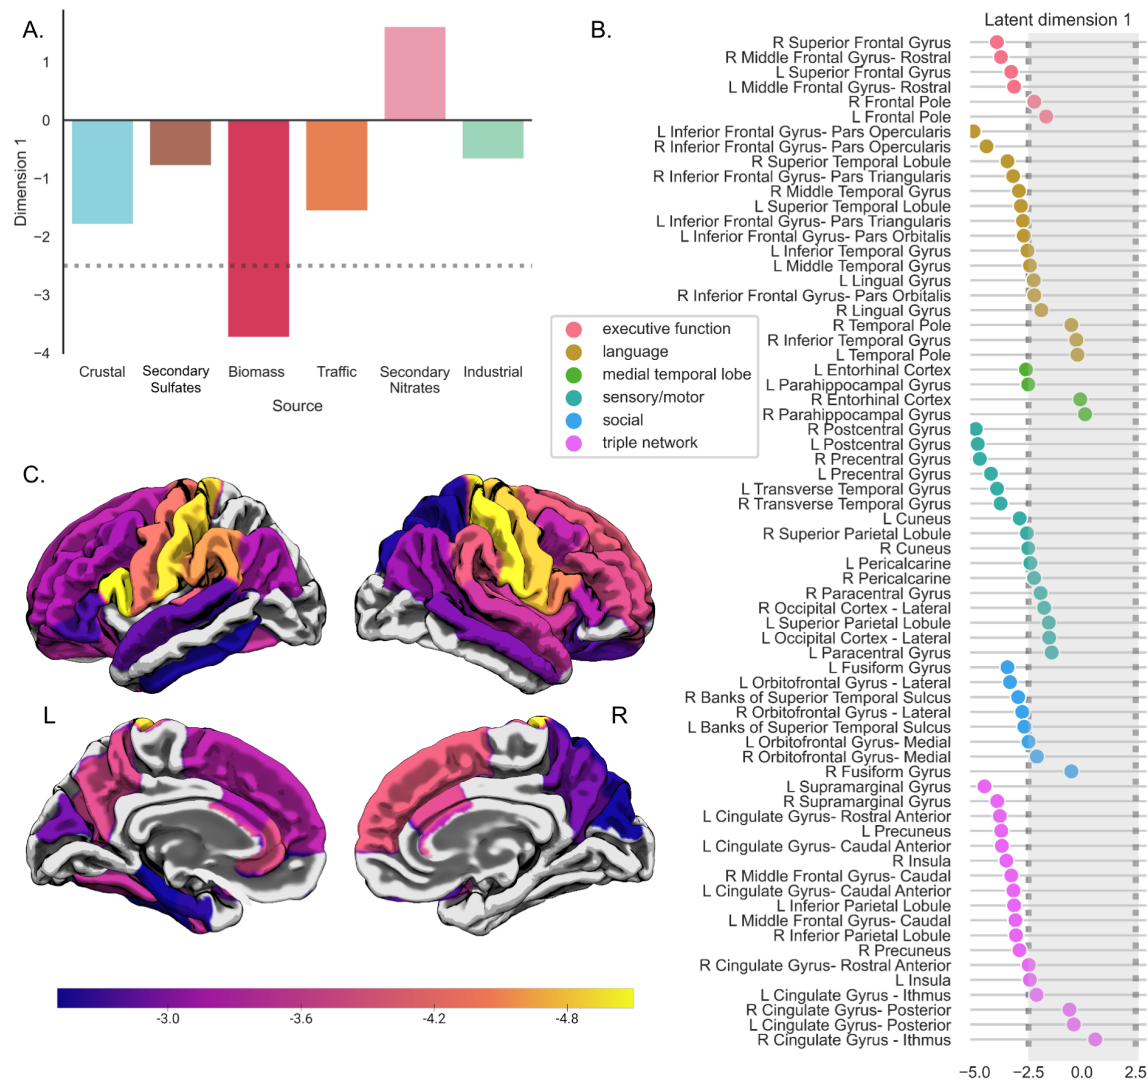 A.
1
0
−1
−2
−3
−4
Dimension 1
Crustal
Secondary
Sulfates
Biomass
Traffic
Secondary
Nitrates
Industrial
Source
B.
Latent dimension 1
R Superior Frontal Gyrus
R Middle Frontal Gyrus- Rostral
L Superior Frontal Gyrus
L Middle Frontal Gyrus- Rostral
R Frontal Pole
L Frontal Pole
L Inferior Frontal Gyrus- Pars Opercularis
R Inferior Frontal Gyrus- Pars Opercularis
R Superior Temporal Lobule
R Inferior Frontal Gyrus- Pars Triangularis
R Middle Temporal Gyrus
L Superior Temporal Lobule
L Inferior Frontal Gyrus- Pars Triangularis
L Inferior Frontal Gyrus- Pars Orbitalis
L Inferior Temporal Gyrus
L Middle Temporal Gyrus
L Lingual Gyrus
R Inferior Frontal Gyrus- Pars Orbitalis
R Lingual Gyrus
R Temporal Pole
R Inferior Temporal Gyrus
L Temporal Pole
L Entorhinal Cortex
L Parahippocampal Gyrus
R Entorhinal Cortex
R Parahippocampal Gyrus
R Postcentral Gyrus
L Postcentral Gyrus
R Precentral Gyrus
L Precentral Gyrus
L Transverse Temporal Gyrus
R Transverse Temporal Gyrus
L Cuneus
R Superior Parietal Lobule
R Cuneus
L Pericalcarine
R Pericalcarine
R Paracentral Gyrus
R Occipital Cortex - Lateral
L Superior Parietal Lobule
L Occipital Cortex - Lateral
L Paracentral Gyrus
L Fusiform Gyrus
L Orbitofrontal Gyrus - Lateral
R Banks of Superior Temporal Sulcus
R Orbitofrontal Gyrus - Lateral
L Banks of Superior Temporal Sulcus
L Orbitofrontal Gyrus- Medial
R Orbitofrontal Gyrus- Medial
R Fusiform Gyrus
L Supramarginal Gyrus
R Supramarginal Gyrus
L Cingulate Gyrus- Rostral Anterior
L Precuneus
L Cingulate Gyrus- Caudal Anterior
R Insula
R Middle Frontal Gyrus- Caudal
L Cingulate Gyrus- Caudal Anterior
L Inferior Parietal Lobule
L Middle Frontal Gyrus- Caudal
R Inferior Parietal Lobule
R Precuneus
R Cingulate Gyrus- Rostral Anterior
L Insula
L Cingulate Gyrus - Ithmus
R Cingulate Gyrus- Posterior
L Cingulate Gyrus- Posterior
R Cingulate Gyrus - Ithmus
−5.0 −2.5 0.0 2.5
executive function
language
medial temporal lobe
sensory/motor
social
triple network
C.
L R
-3.0 -3.6 -4.2 -4.8